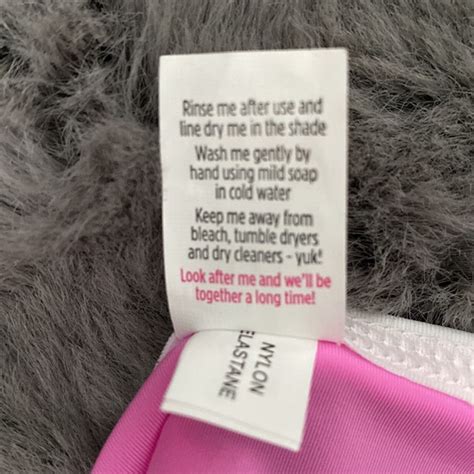 Rinse me after use and
line dry me in the shade
Wash me gently by
hand using mild soap
in cold water
Keep me away from
bleach, tumble dryers
and dry cleaners - yuk!
Look after me and we'll be
together a long time!
NYLON
ELASTANE